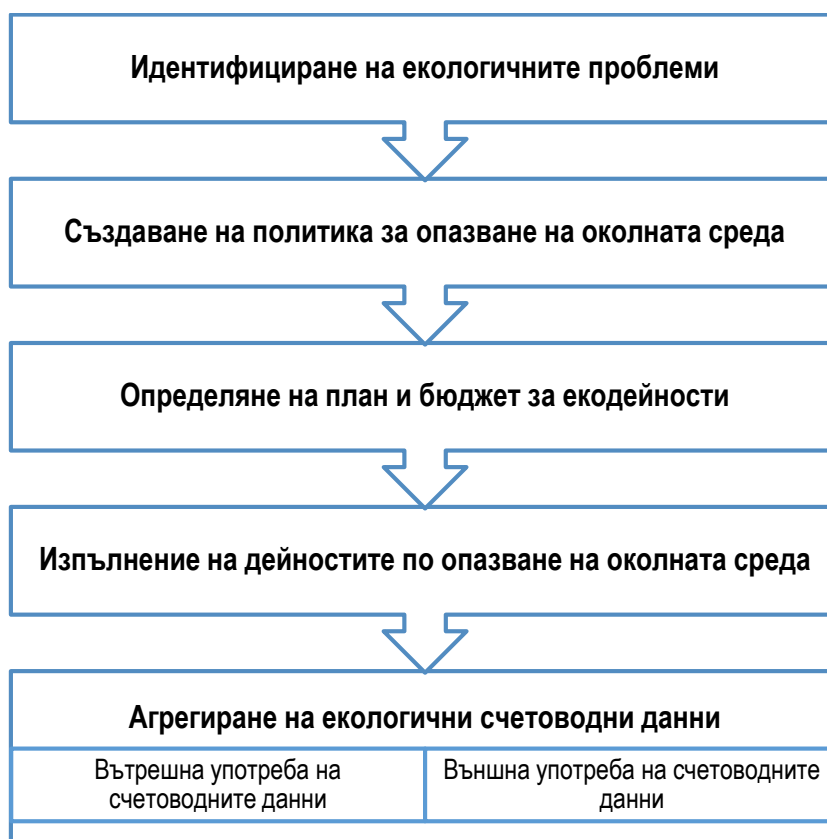 Идентифициране на екологичните проблеми
Създаване на политика за опазване на околната среда
Определяне на план и бюджет за екодейности
Изпълнение на дейностите по опазване на околната среда
Агрегиране на екологични счетоводни данни
Вътрешна употреба на
счетоводните данни
Външна употреба на счетоводните
данни